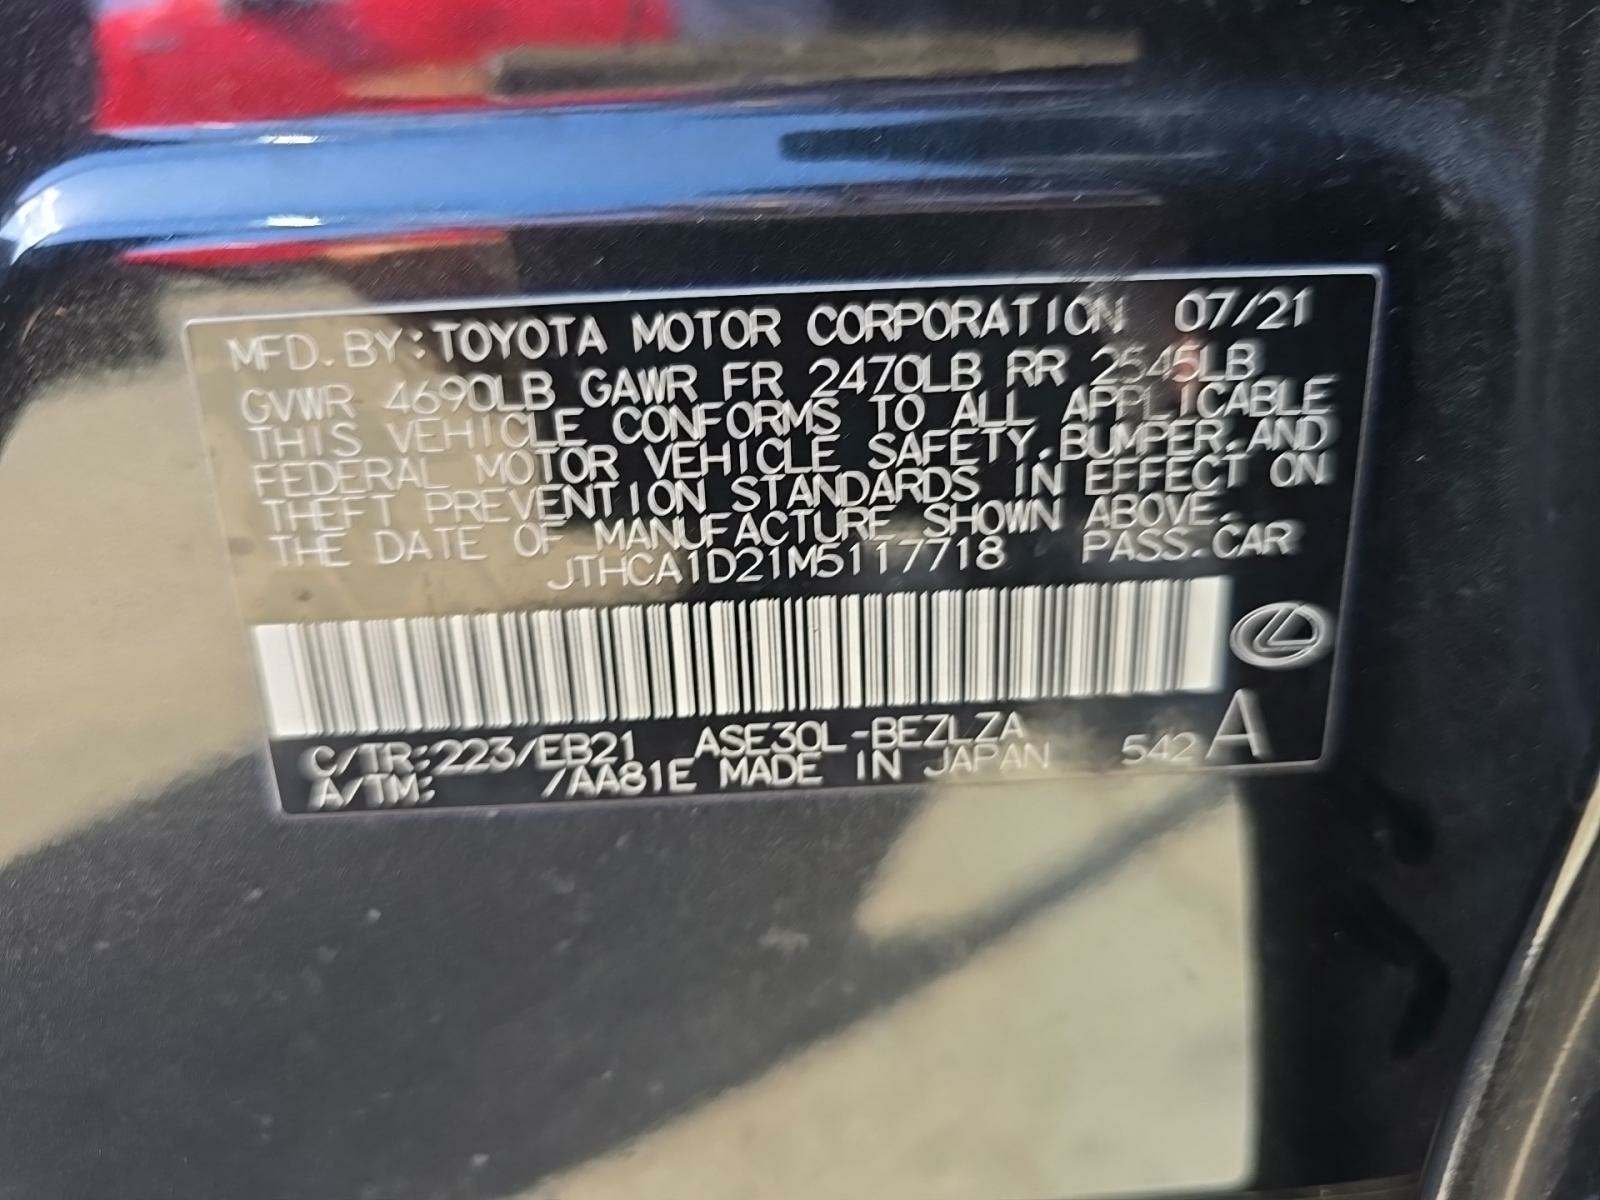 MFD. BY: TOYOTA MOTOR CORPORATION 07/21
GVWR 4690LB GAWR FR 2470LB RR 2545LB
THIS VEHICLE CONFORMS TO ALL APPLICABLE
FEDERAL MOTOR VEHICLE SAFETY, BUMPER, AND
THEFT PREVENTION STANDARDS IN EFFECT ON
THE DATE OF MANUFACTURE SHOWN ABOVE.
JTHCA1D21M5117718 PASS. CAR
C/TR: 223/EB21 ASE30L-BEZLZA 542 A
A/TM: /AA81E MADE IN JAPAN